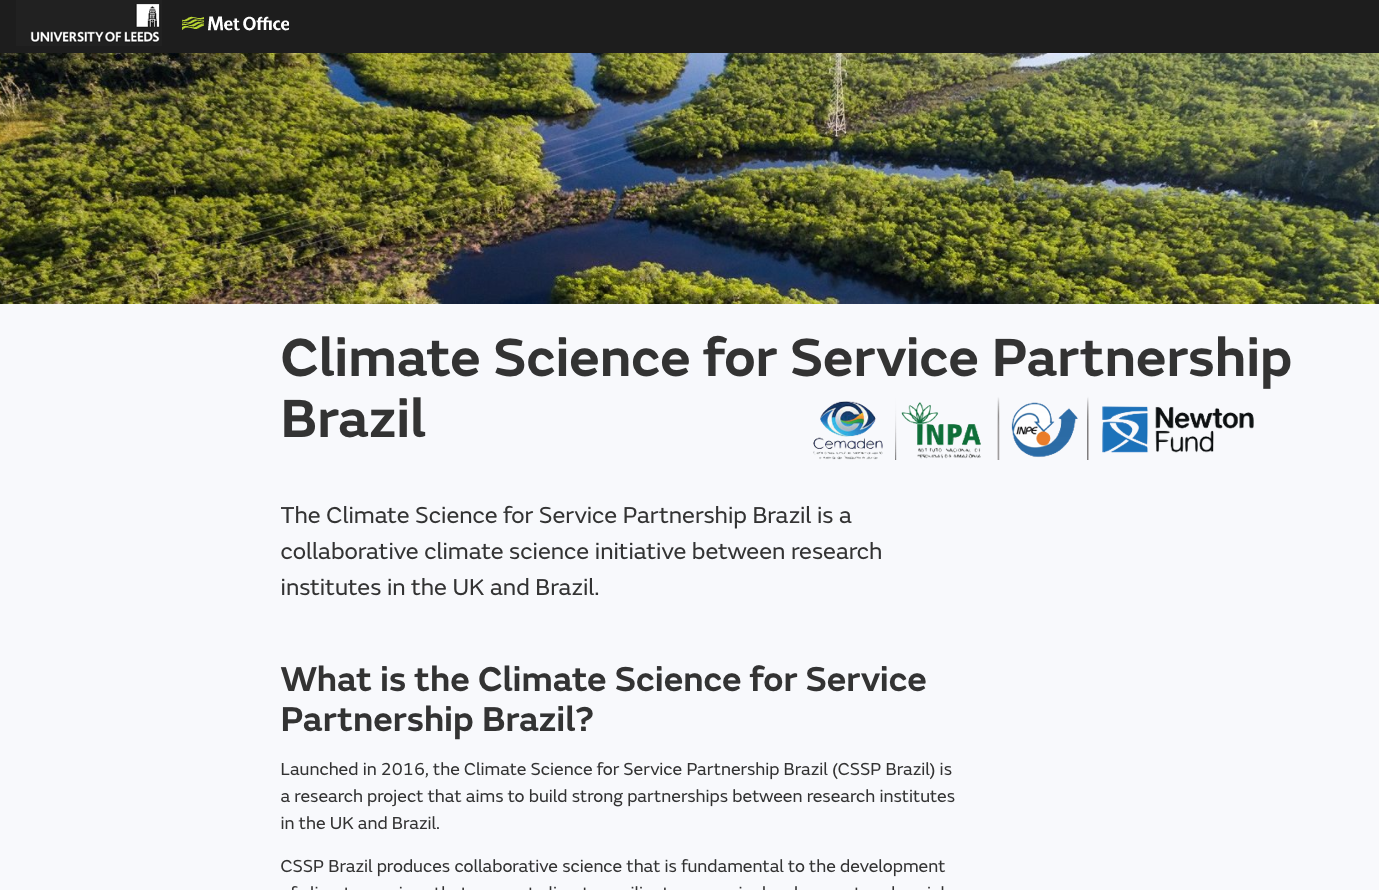 UNIVERSITY OF LEEDS
Met Office
Climate Science for Service Partnership
Brazil
Cemaden
INPA
INPE
Newton
Fund
The Climate Science for Service Partnership Brazil is a
collaborative climate science initiative between research
institutes in the UK and Brazil.
What is the Climate Science for Service
Partnership Brazil?
Launched in 2016, the Climate Science for Service Partnership Brazil (CSSP Brazil) is
a research project that aims to build strong partnerships between research institutes
in the UK and Brazil.
CSSP Brazil produces collaborative science that is fundamental to the development